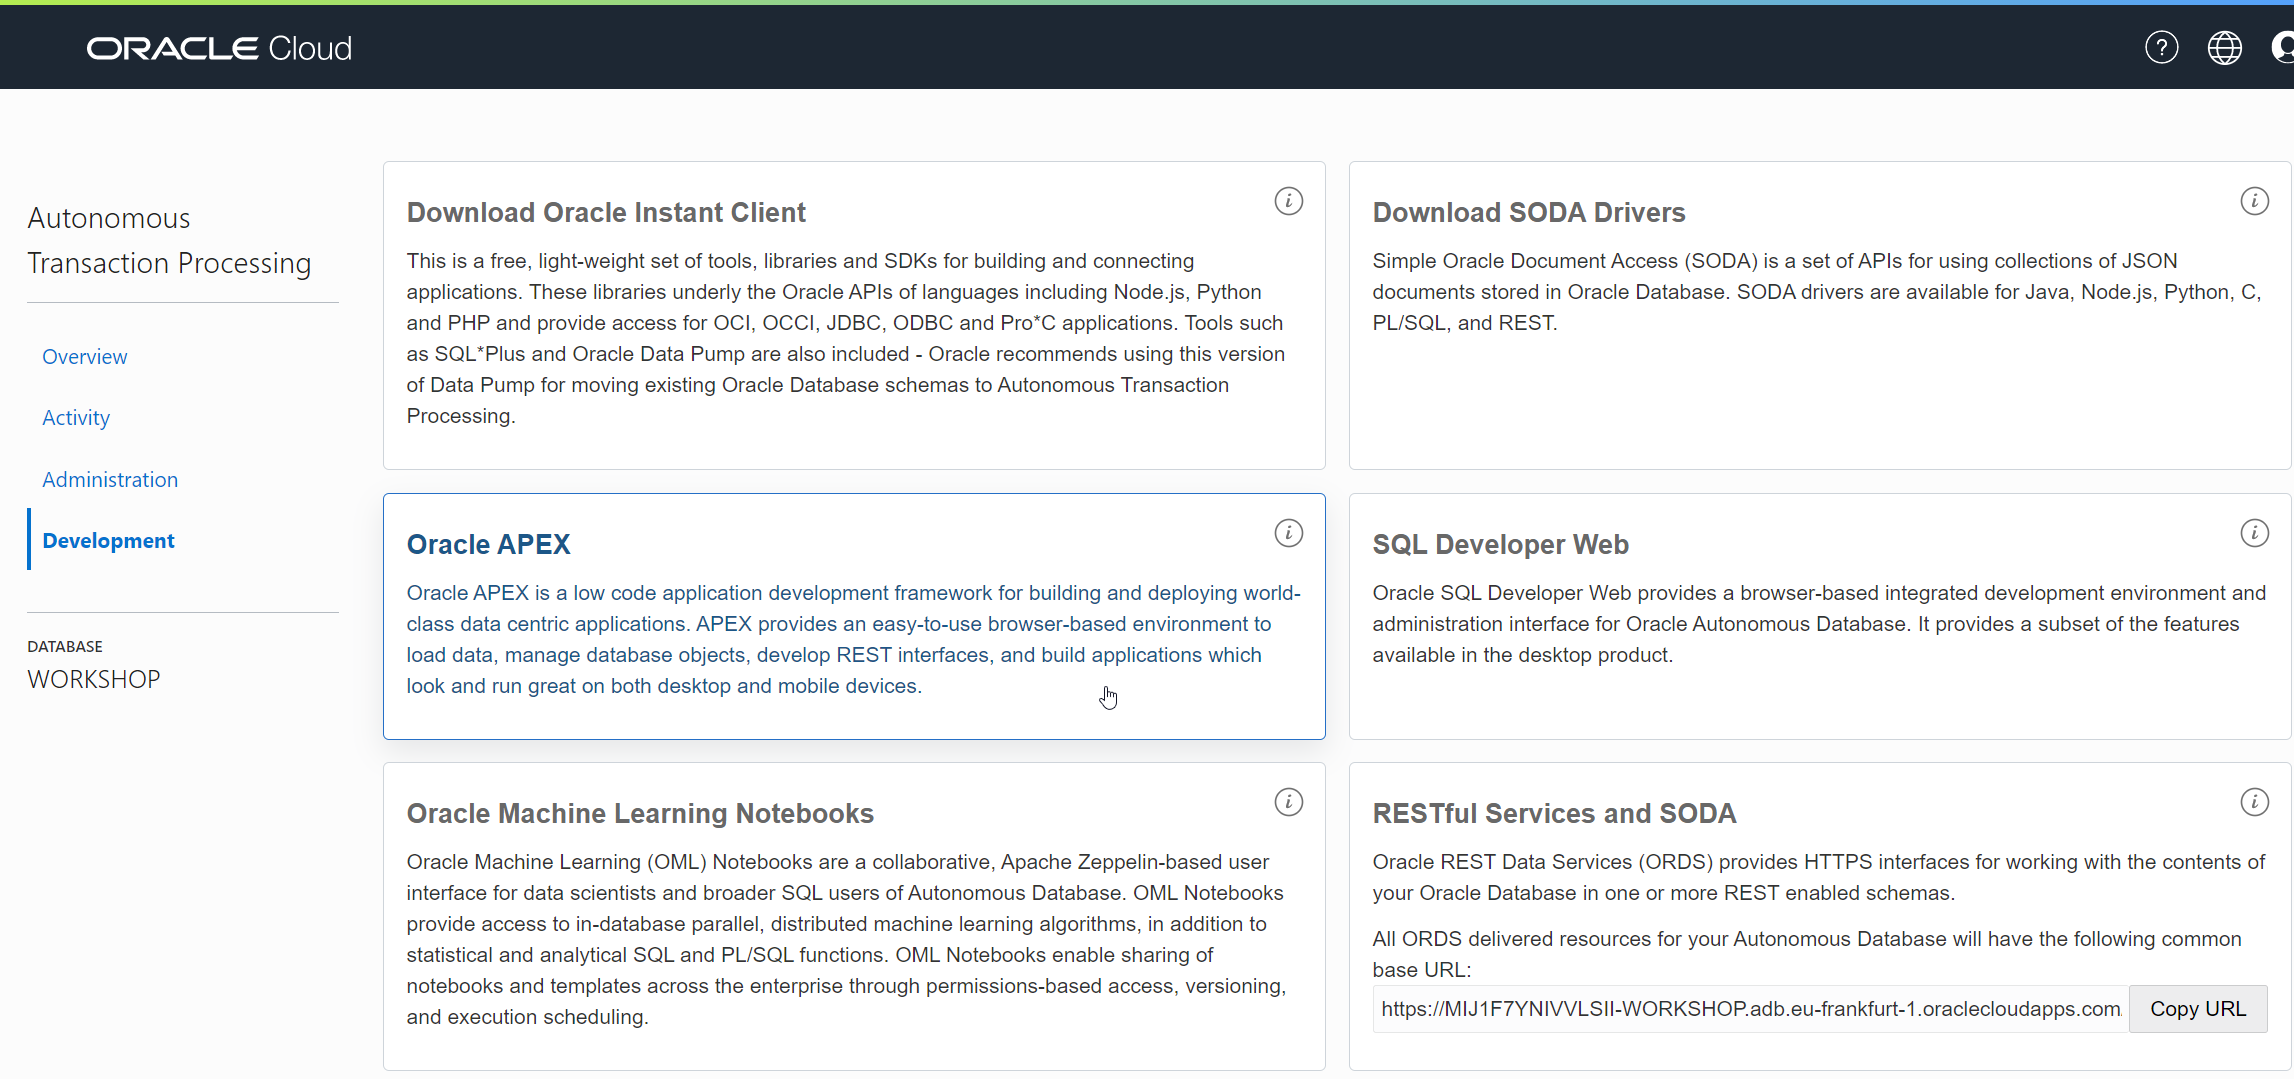 ORACLE Cloud
?
Autonomous
Transaction Processing
Overview
Activity
Administration
Development
DATABASE
WORKSHOP
Download Oracle Instant Client
i
This is a free, light-weight set of tools, libraries and SDKs for building and connecting
applications. These libraries underly the Oracle APIs of languages including Node.js, Python
and PHP and provide access for OCI, OCCI, JDBC, ODBC and Pro*C applications. Tools such
as SQL*Plus and Oracle Data Pump are also included - Oracle recommends using this version
of Data Pump for moving existing Oracle Database schemas to Autonomous Transaction
Processing.
Download SODA Drivers
i
Simple Oracle Document Access (SODA) is a set of APIs for using collections of JSON
documents stored in Oracle Database. SODA drivers are available for Java, Node.js, Python, C,
PL/SQL, and REST.
Oracle APEX
i
Oracle APEX is a low code application development framework for building and deploying world-
class data centric applications. APEX provides an easy-to-use browser-based environment to
load data, manage database objects, develop REST interfaces, and build applications which
look and run great on both desktop and mobile devices.
SQL Developer Web
i
Oracle SQL Developer Web provides a browser-based integrated development environment and
administration interface for Oracle Autonomous Database. It provides a subset of the features
available in the desktop product.
Oracle Machine Learning Notebooks
i
Oracle Machine Learning (OML) Notebooks are a collaborative, Apache Zeppelin-based user
interface for data scientists and broader SQL users of Autonomous Database. OML Notebooks
provide access to in-database parallel, distributed machine learning algorithms, in addition to
statistical and analytical SQL and PL/SQL functions. OML Notebooks enable sharing of
notebooks and templates across the enterprise through permissions-based access, versioning,
and execution scheduling.
RESTful Services and SODA
i
Oracle REST Data Services (ORDS) provides HTTPS interfaces for working with the contents of
your Oracle Database in one or more REST enabled schemas.
All ORDS delivered resources for your Autonomous Database will have the following common
base URL:
https://MIJ1F7YNIVVLSII-WORKSHOP.adb.eu-frankfurt-1.oraclecloudapps.com
Copy URL